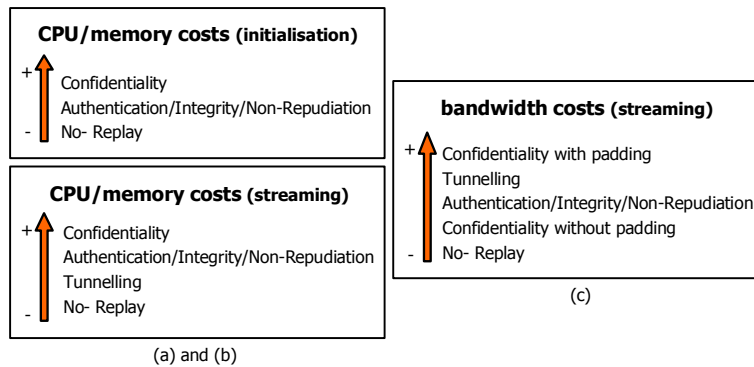 CPU/memory costs (initialisation)
+
Confidentiality
Authentication/Integrity/Non-Repudiation
- No- Replay
CPU/memory costs (streaming)
+
Confidentiality
Authentication/Integrity/Non-Repudiation
Tunnelling
No- Replay
-
(a) and (b)
bandwidth costs (streaming)
+ Confidentiality with padding
Tunnelling
Authentication/Integrity/Non-Repudiation
Confidentiality without padding
- No- Replay
(c)